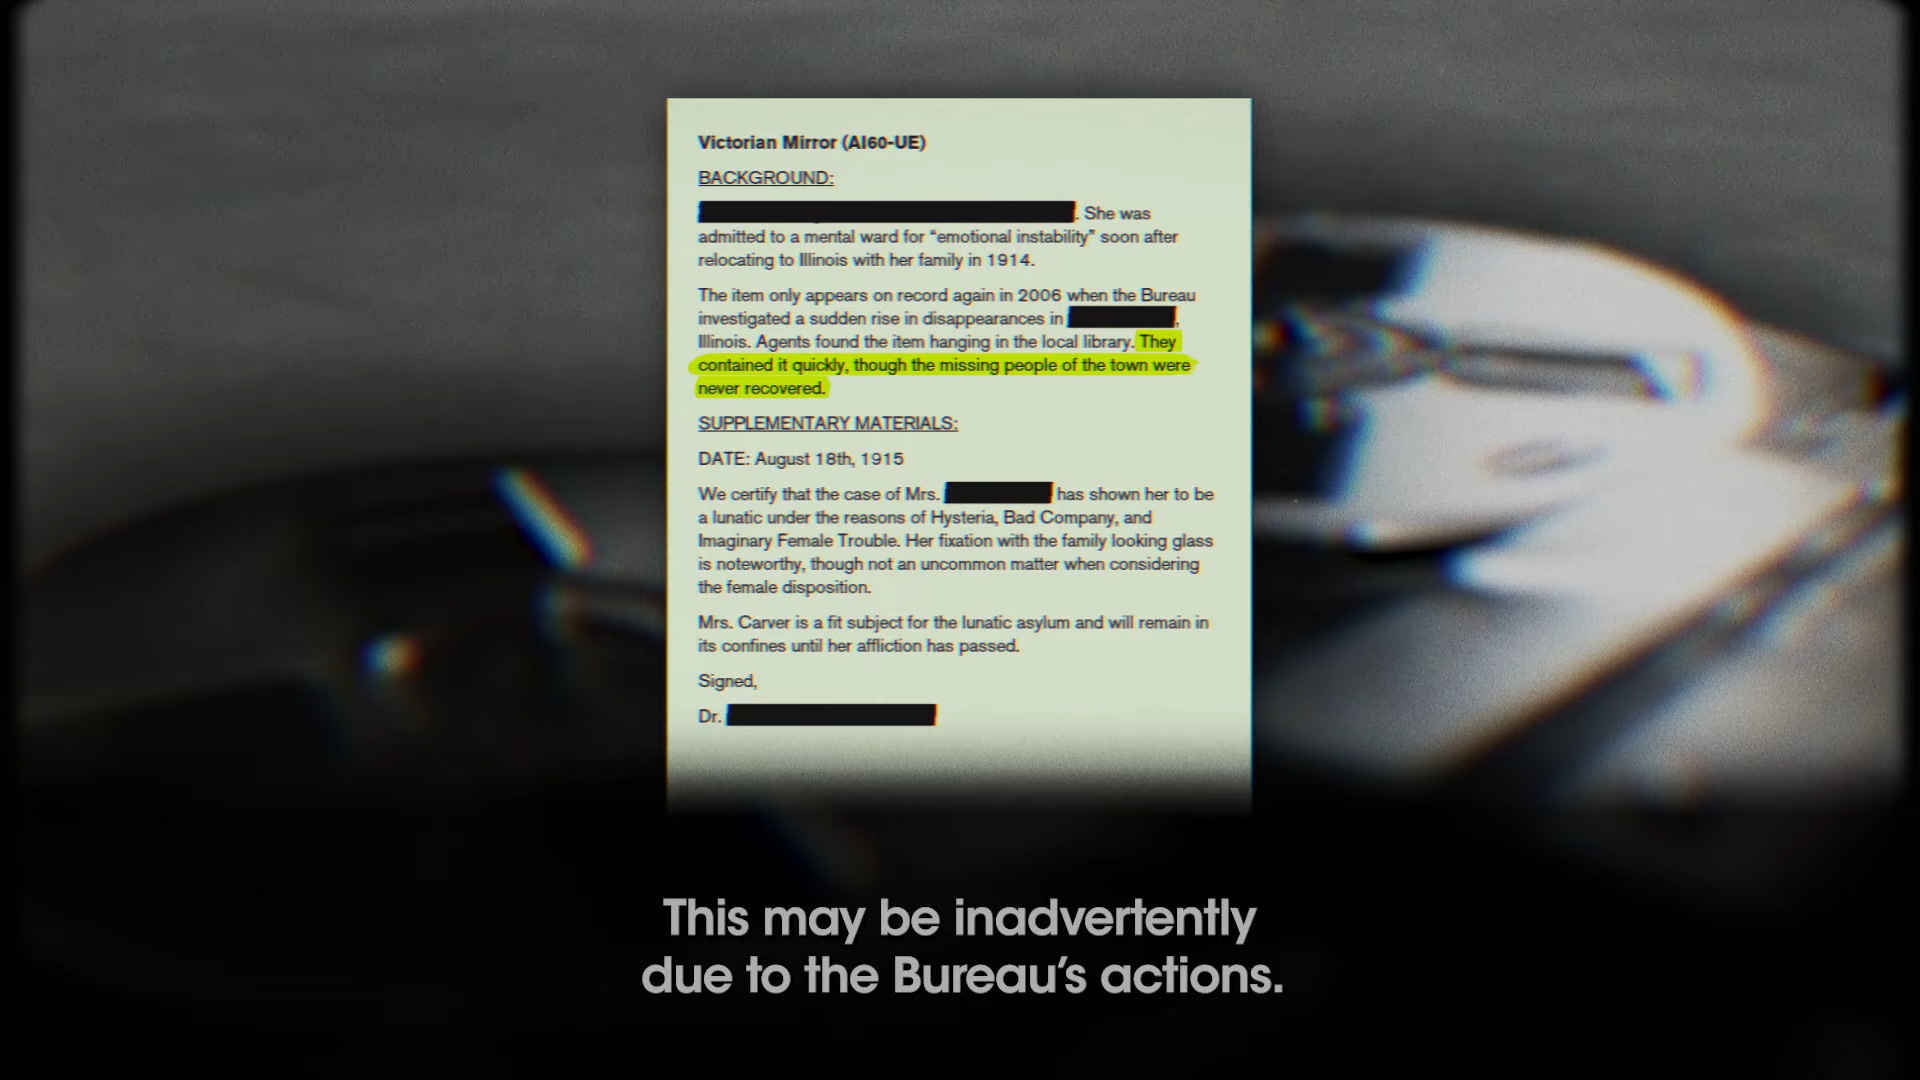 Victorian Mirror (AI60-UE)
BACKGROUND:
. She was
admitted to a mental ward for “emotional instability” soon after
relocating to Illinois with her family in 1914.
The item only appears on record again in 2006 when the Bureau
investigated a sudden rise in disappearances in ,
Illinois. Agents found the item hanging in the local library. They
contained it quickly, though the missing people of the town were
never recovered.
SUPPLEMENTARY MATERIALS:
DATE: August 18th, 1915
We certify that the case of Mrs. has shown her to be
a lunatic under the reasons of Hysteria, Bad Company, and
Imaginary Female Trouble. Her fixation with the family looking glass
is noteworthy, though not an uncommon matter when considering
the female disposition.
Mrs. Carver is a fit subject for the lunatic asylum and will remain in
its confines until her affliction has passed.
Signed,
Dr.
This may be inadvertently
due to the Bureau’s actions.